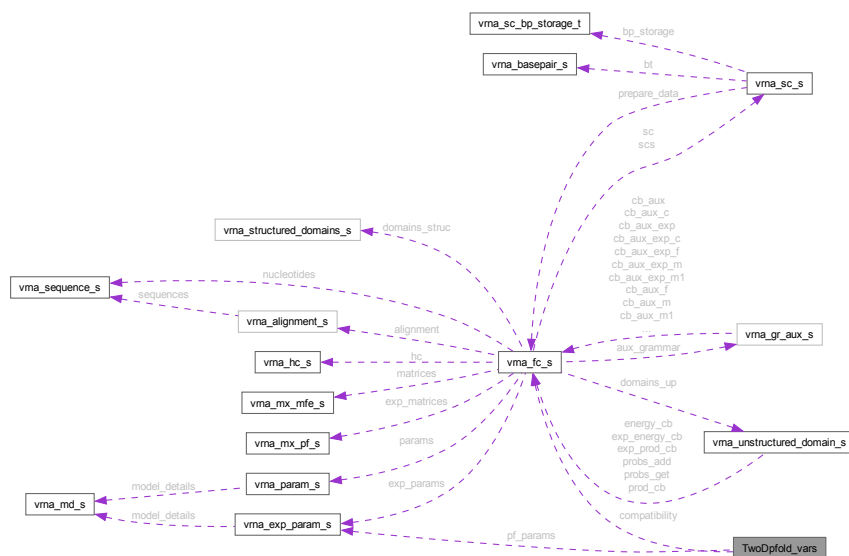 vrna_sc_bp_storage_t
bp_storage
vrna_basepair_s
bt
vrna_sc_s
prepare_data
sc
scs
cb_aux
cb_aux_c
cb_aux_exp
cb_aux_exp_c
cb_aux_exp_f
cb_aux_exp_m
cb_aux_exp_m1
cb_aux_f
cb_aux_m
cb_aux_m1
...
vrna_structured_domains_s
domains_struc
vrna_sequence_s
nucleotides
sequences
vrna_alignment_s
alignment
vrna_gr_aux_s
aux_grammar
vrna_hc_s
hc
vrna_fc_s
matrices
vrna_mx_mfe_s
domains_up
exp_matrices
vrna_mx_pf_s
energy_cb
exp_energy_cb
exp_prod_cb
probs_add
probs_get
prod_cb
vrna_unstructured_domain_s
params
vrna_param_s
model_details
exp_params
vrna_md_s
model_details
vrna_exp_param_s
compatibility
pf_params
TwoDpfold_vars